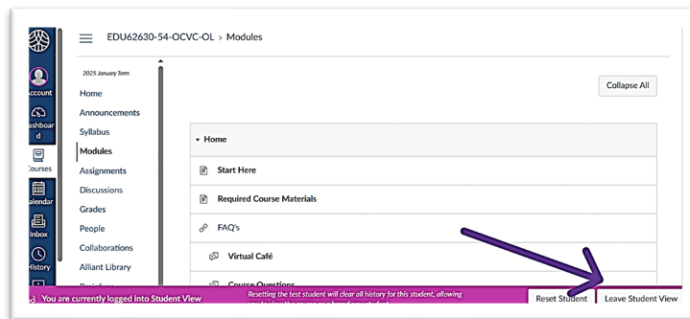 EDU62630-54-OCVC-OL > Modules
2025 January Term
Collapse All
Account
Dashboar
d
Courses
Calendar
Inbox
History
Home
Announcements
Syllabus
Modules
Assignments
Discussions
Grades
People
Collaborations
Alliant Library
Home
Start Here
Required Course Materials
FAQ's
Virtual Café
Course Questions
You are currently logged into Student View
Resetting the test student will clear all history for this student, allowing
Reset Student
Leave Student View